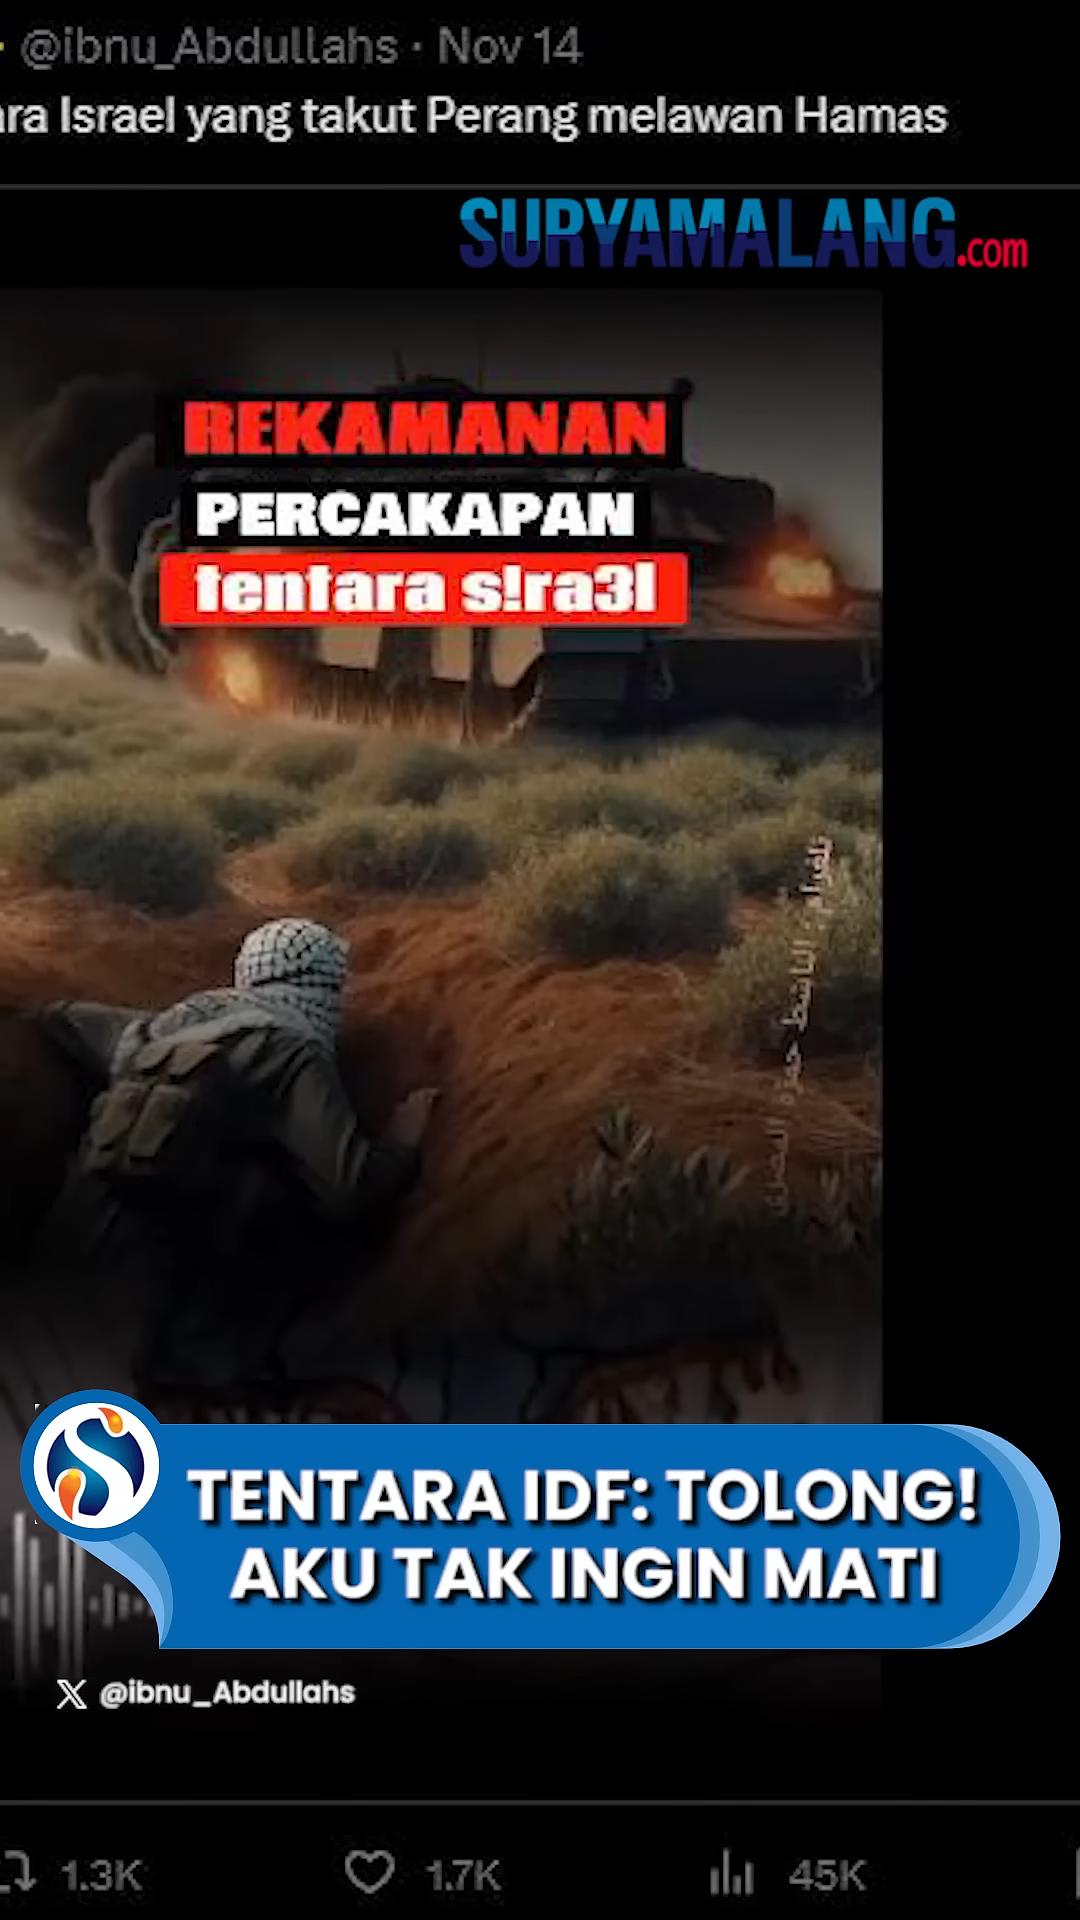 @ibnu_Abdullahs · Nov 14
ara Israel yang takut Perang melawan Hamas
SURYAMALANG.com
REKAMANAN
PERCAKAPAN
tentara s!ra3l
TENTARA IDF: TOLONG!
AKU TAK INGIN MATI
X @ibnu_Abdullahs
1.3K 1.7K 45K